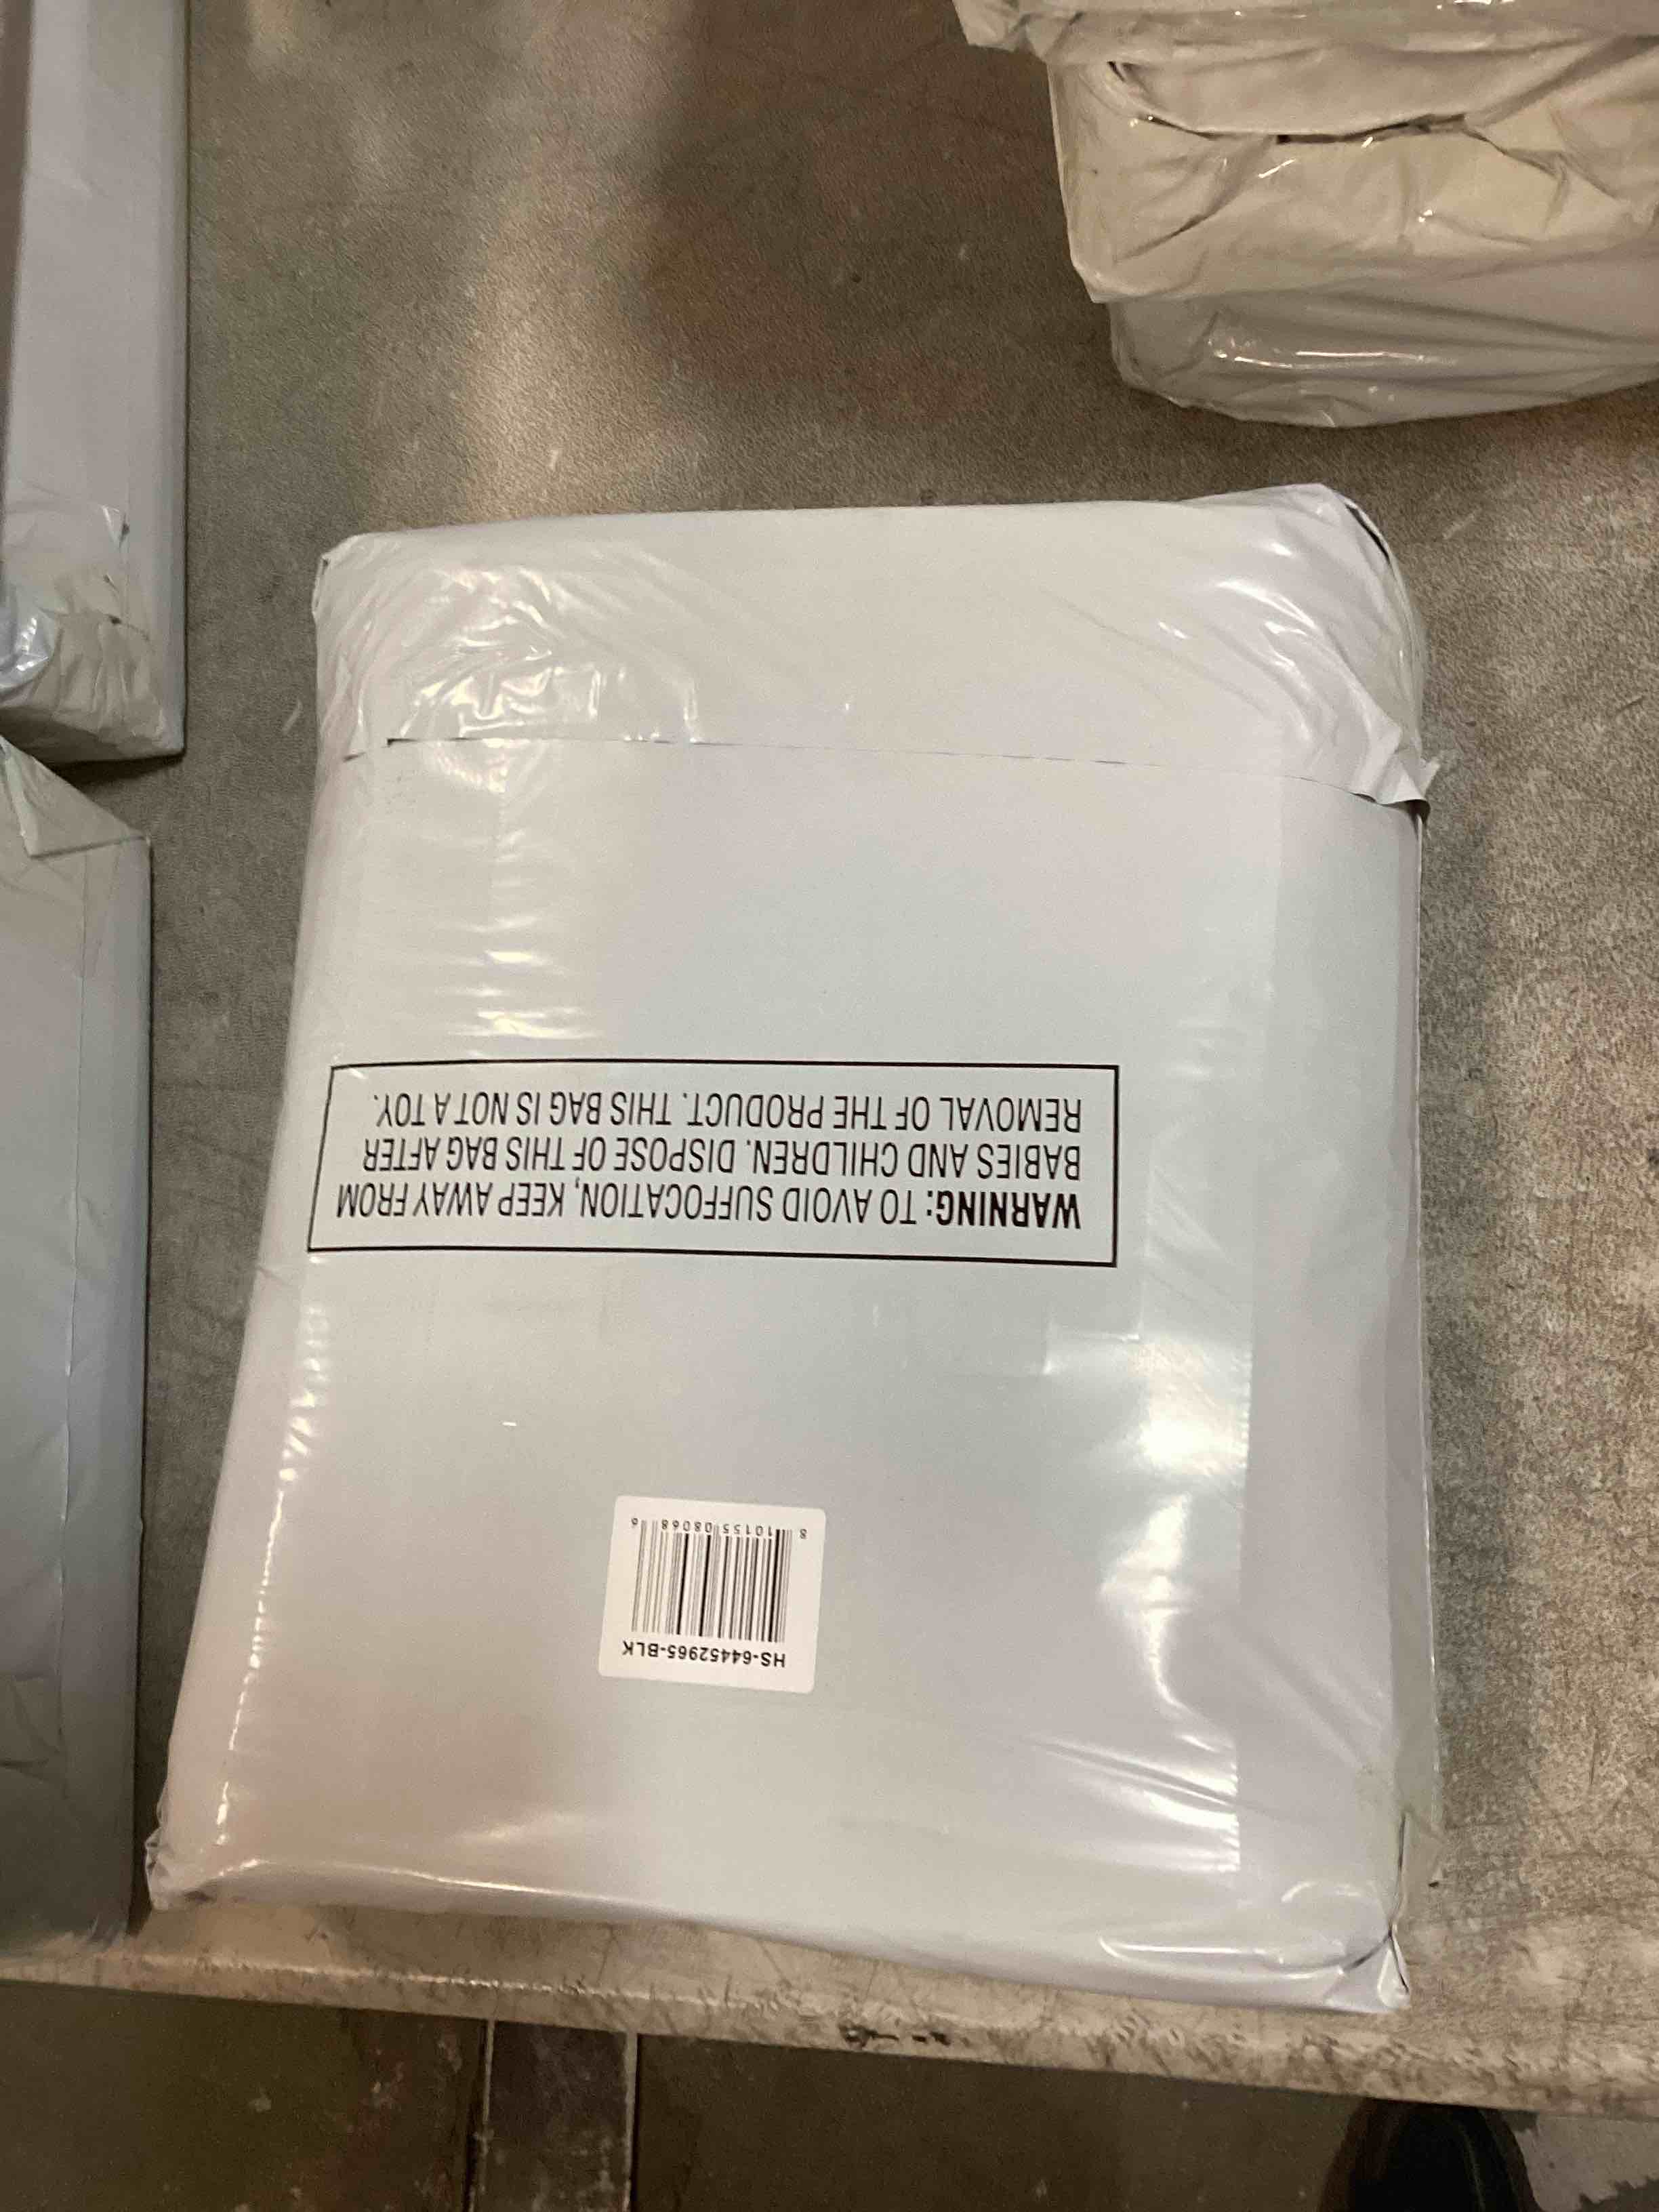 WARNING: TO AVOID SUFFOCATION, KEEP AWAY FROM
BABIES AND CHILDREN. DISPOSE OF THIS BAG AFTER
REMOVAL OF THE PRODUCT. THIS BAG IS NOT A TOY.
HS-64452965-BLK
8 10155 08068 6